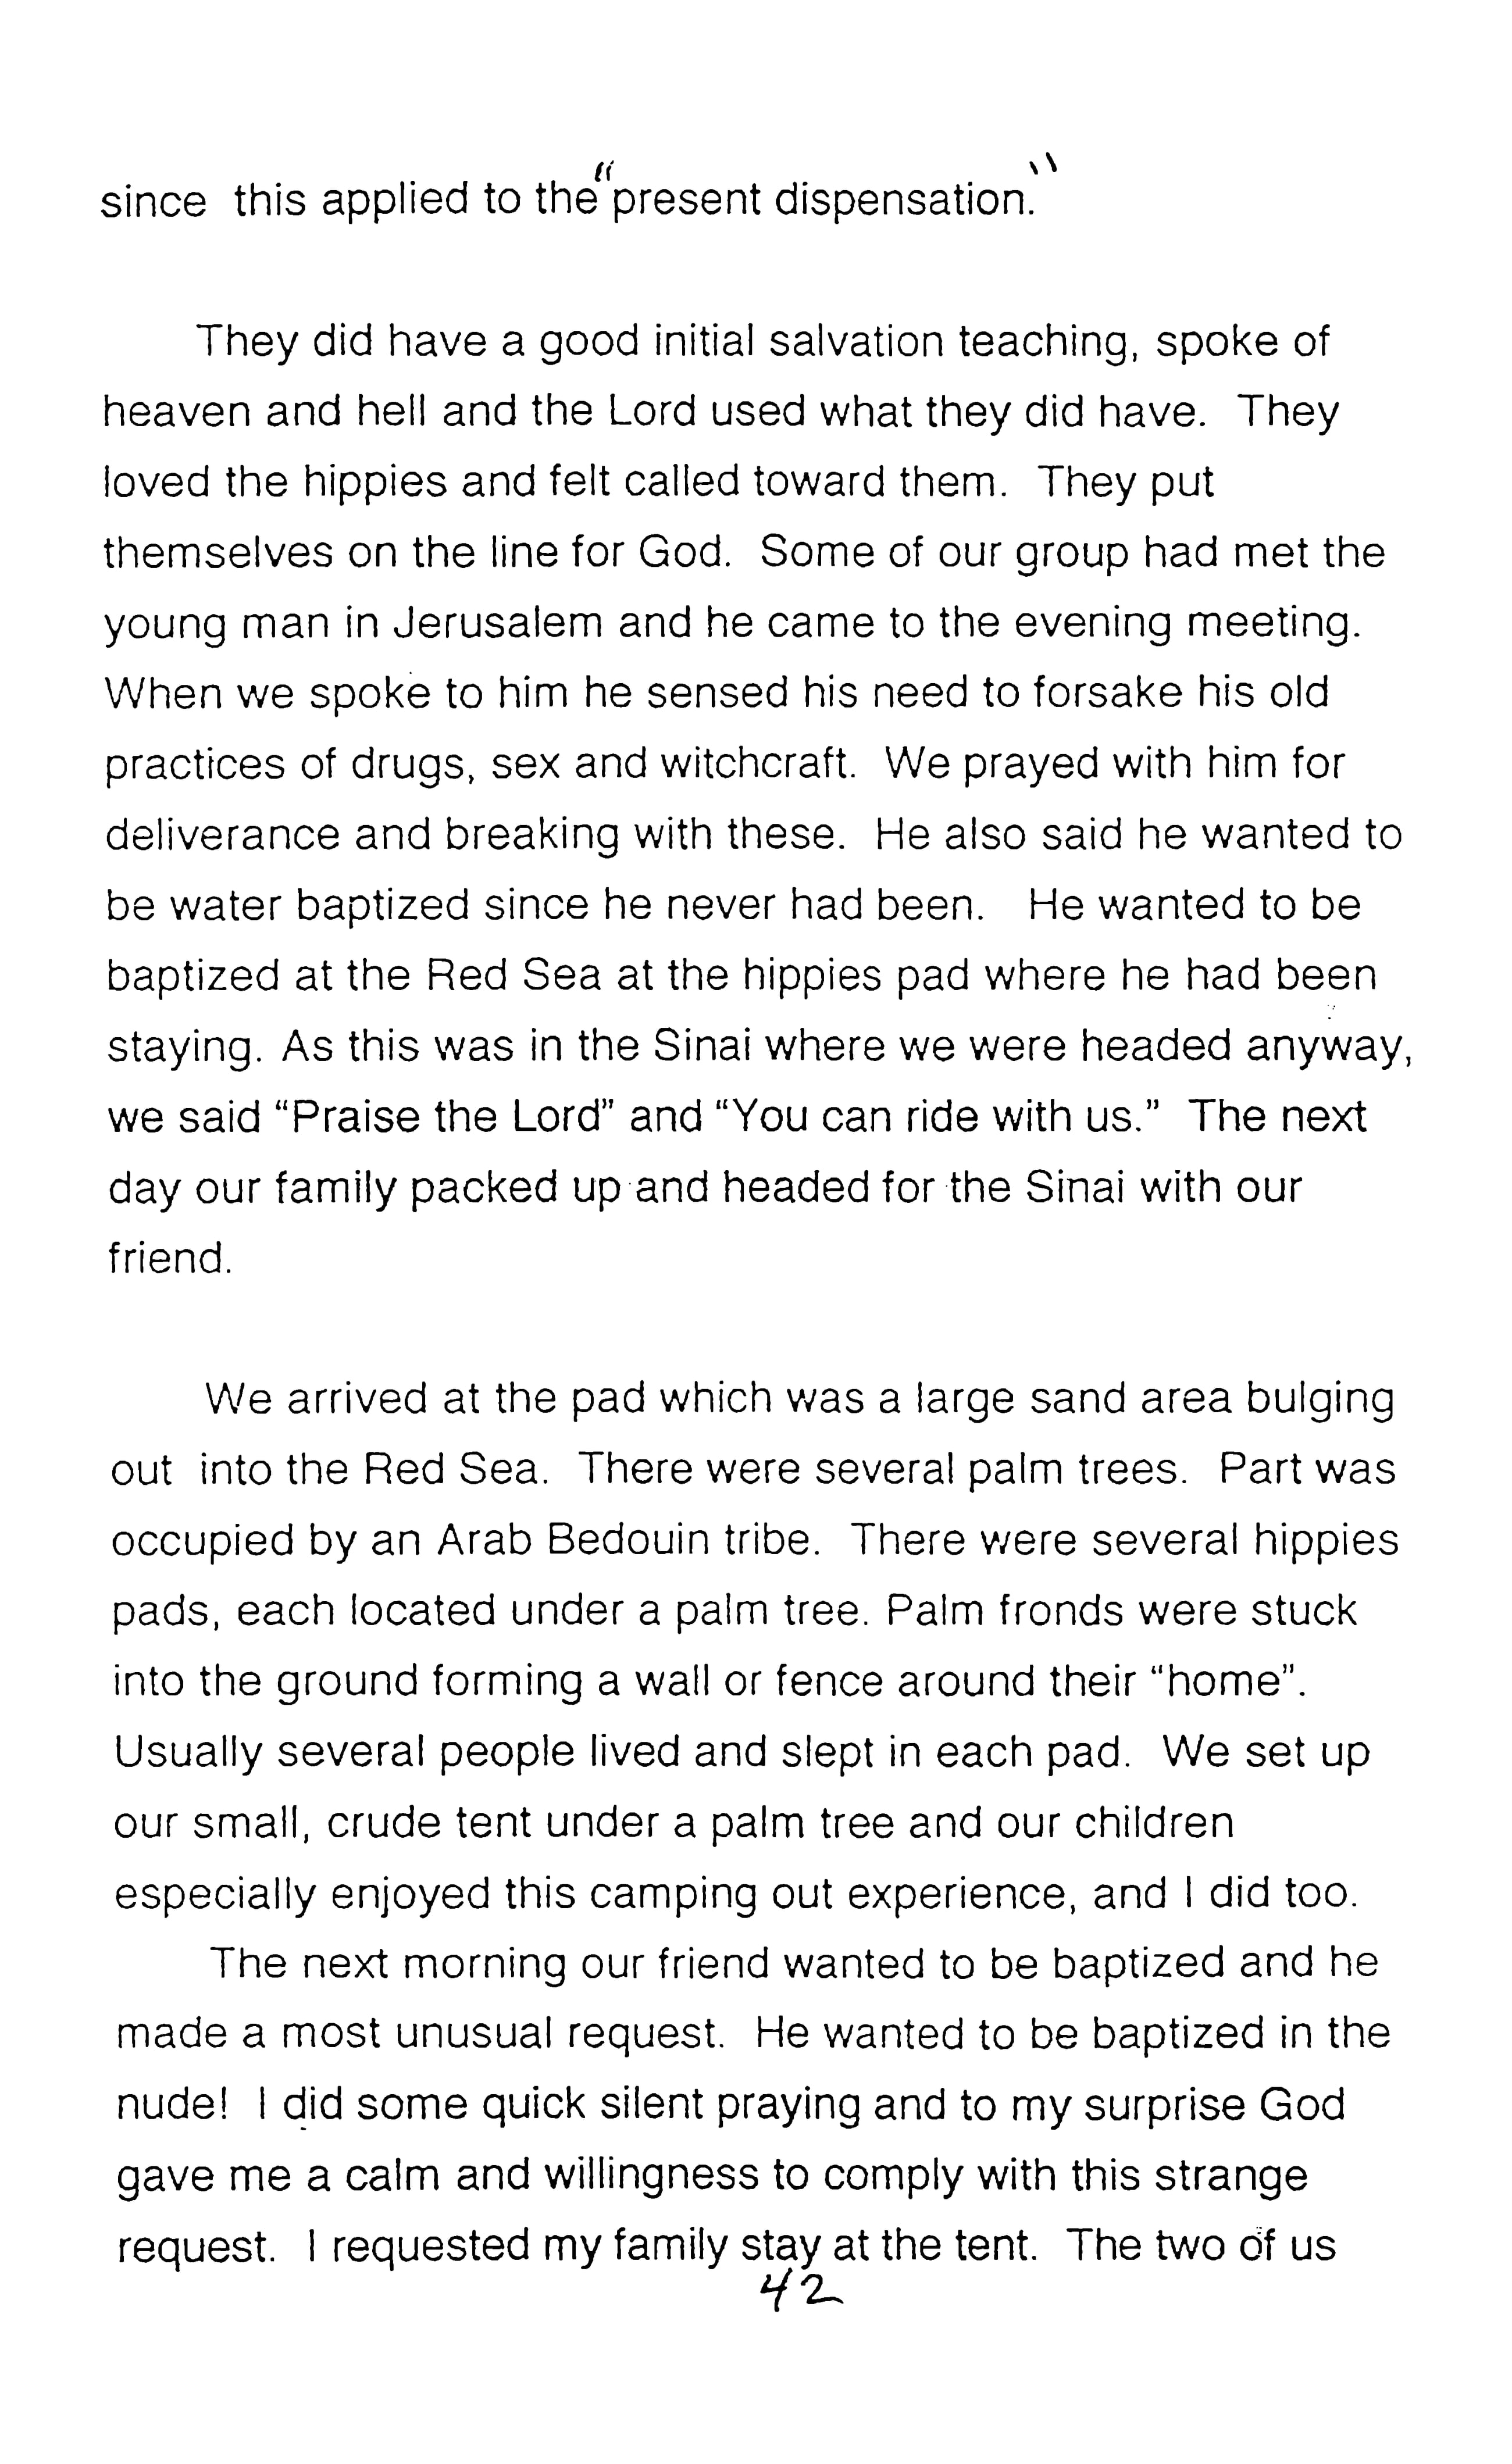 since this applied to the "present dispensation."
They did have a good initial salvation teaching, spoke of
heaven and hell and the Lord used what they did have. They
loved the hippies and felt called toward them. They put
themselves on the line for God. Some of our group had met the
young man in Jerusalem and he came to the evening meeting.
When we spoke to him he sensed his need to forsake his old
practices of drugs, sex and witchcraft. We prayed with him for
deliverance and breaking with these. He also said he wanted to
be water baptized since he never had been. He wanted to be
baptized at the Red Sea at the hippies pad where he had been
staying. As this was in the Sinai where we were headed anyway,
we said “Praise the Lord” and “You can ride with us.” The next
day our family packed up and headed for the Sinai with our
friend.
We arrived at the pad which was a large sand area bulging
out into the Red Sea. There were several palm trees. Part was
occupied by an Arab Bedouin tribe. There were several hippies
pads, each located under a palm tree. Palm fronds were stuck
into the ground forming a wall or fence around their “home”.
Usually several people lived and slept in each pad. We set up
our small, crude tent under a palm tree and our children
especially enjoyed this camping out experience, and I did too.
The next morning our friend wanted to be baptized and he
made a most unusual request. He wanted to be baptized in the
nude! I did some quick silent praying and to my surprise God
gave me a calm and willingness to comply with this strange
request. I requested my family stay at the tent. The two of us
42